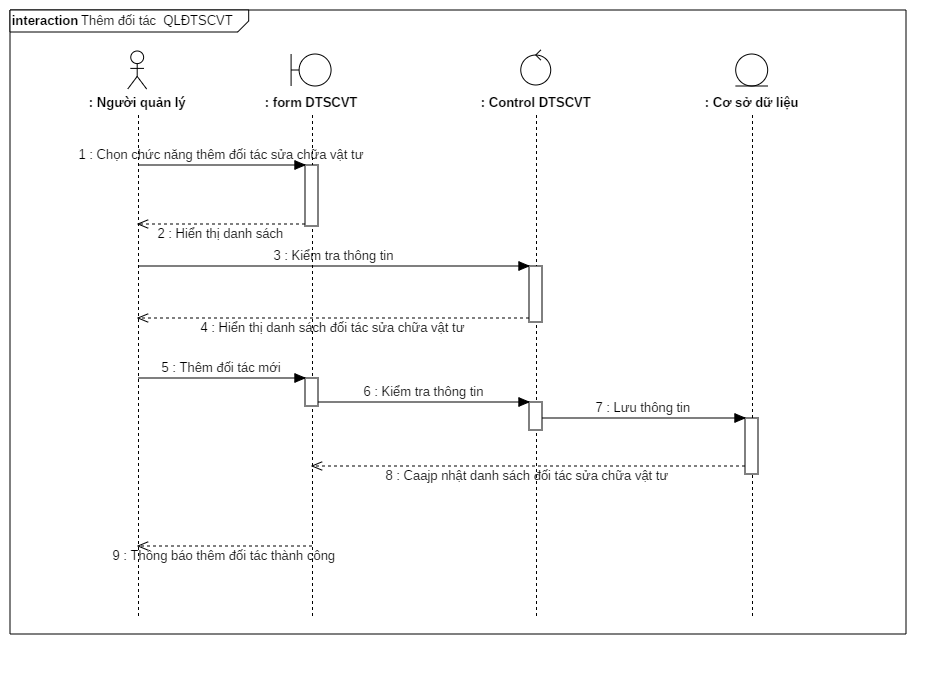 interaction Thêm đối tác QLĐTSCVT
: Người quản lý
: form DTSCVT
: Control DTSCVT
: Cơ sở dữ liệu
1 : Chọn chức năng thêm đối tác sửa chữa vật tư
2 : Hiển thị danh sách
3 : Kiểm tra thông tin
4 : Hiển thị danh sách đối tác sửa chữa vật tư
5 : Thêm đối tác mới
6 : Kiểm tra thông tin
7 : Lưu thông tin
8 : Caajp nhật danh sách đối tác sửa chữa vật tư
9 : Thông báo thêm đối tác thành công